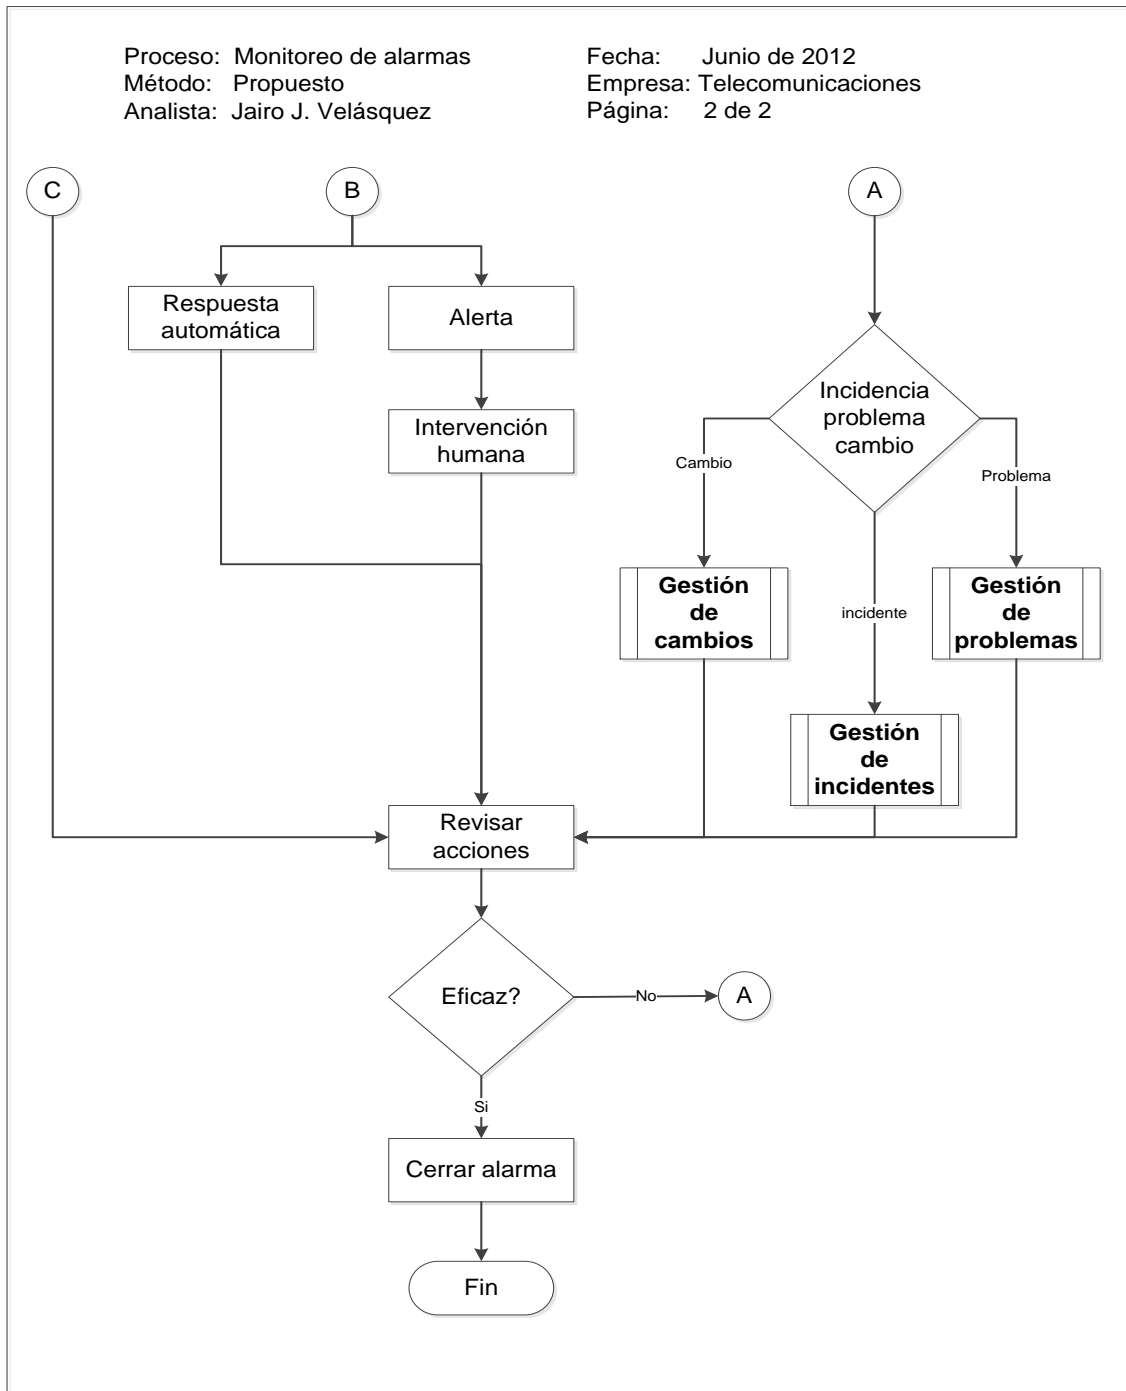 Proceso: Monitoreo de alarmas
Método: Propuesto
Analista: Jairo J. Velásquez
Fecha: Junio de 2012
Empresa: Telecomunicaciones
Página: 2 de 2
C
B
A
Respuesta
automática
Alerta
Intervención
humana
Incidencia
problema
cambio
Cambio
Problema
incidente
Gestión
de
cambios
Gestión
de
problemas
Gestión
de
incidentes
Revisar
acciones
Eficaz?
No
A
Si
Cerrar alarma
Fin